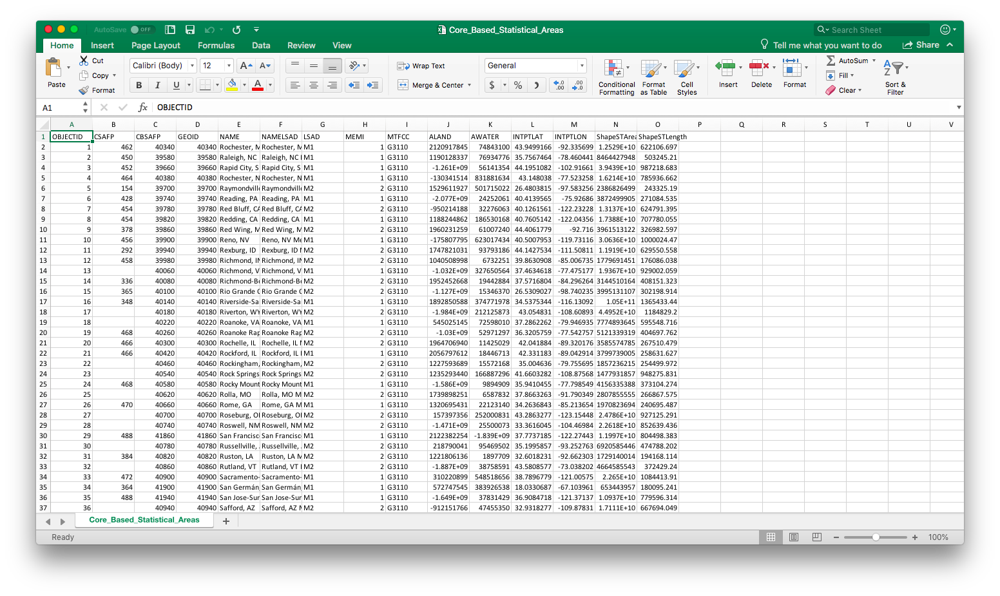 AutoSave OFF Core_Based_Statistical_Areas Search Sheet
Home Insert Page Layout Formulas Data Review View Tell me what you want to do Share
Paste Cut Copy Format Calibri (Body) 12 A A B I U A Wrap Text Merge & Center General $ % Conditional Formatting Format as Table Cell Styles Insert Delete Format AutoSum Fill Clear Sort & Filter
A1 fx OBJECTID
A B C D E F G H I J K L M N O P Q R S T U V
1 OBJECTID CSAFP CBSAFP GEOID NAME NAMELSAD LSAD MEMI MTFCC ALAND AWATER INTPTLAT INTPTLON ShapeSTArea ShapeSTLength
2 1 462 40340 40340 Rochester, M Rochester, M M1 1 G3110 2120917845 74843100 43.9499166 -92.335699 1.2529E+10 622106.697
3 2 450 39580 39580 Raleigh, NC Raleigh, NC M1 1 G3110 1190128337 76934776 35.7567464 -78.460441 8464427948 503245.21
4 3 452 39660 39660 Rapid City, S Rapid City, S M1 1 G3110 -1.261E+09 56141354 44.1951082 -102.91661 3.9439E+10 987218.683
5 4 464 40380 40380 Rochester, N Rochester, N M1 1 G3110 -130341514 831881634 43.148038 -77.523258 1.6214E+10 785936.662
6 5 154 39700 39700 Raymondville Raymondville M2 2 G3110 1529611927 501715022 26.4803815 -97.583256 2386826499 243325.19
7 6 428 39740 39740 Reading, PA Reading, PA M1 1 G3110 -2.077E+09 24252061 40.4139565 -75.92686 3872499905 271084.535
8 7 454 39780 39780 Red Bluff, CA Red Bluff, CA M2 2 G3110 -950214188 32276063 40.1261561 -122.23228 1.3137E+10 624791.395
9 8 454 39820 39820 Redding, CA Redding, CA M1 1 G3110 1188244862 186530168 40.7605142 -122.04356 1.7388E+10 707780.055
10 9 378 39860 39860 Red Wing, M Red Wing, M M2 2 G3110 1960231259 61007240 44.4061779 -92.716 3961513122 326982.597
11 10 456 39900 39900 Reno, NV Reno, NV Me M1 1 G3110 -175807795 623017434 40.5007953 -119.73116 3.0636E+10 1000024.47
12 11 292 39940 39940 Rexburg, ID Rexburg, ID M M2 2 G3110 1747821031 93793186 44.1427534 -111.50811 1.1919E+10 629550.558
13 12 458 39980 39980 Richmond, IN Richmond, IN M2 2 G3110 1040508998 6732251 39.8630908 -85.006735 1779691451 176086.038
14 13 40060 40060 Richmond, V Richmond, V M1 1 G3110 -1.032E+09 327650564 37.4634618 -77.475177 1.9367E+10 929002.059
15 14 336 40080 40080 Richmond-Be Richmond-Be M2 2 G3110 1952452668 19442884 37.5716804 -84.296264 3144510164 408151.323
16 15 365 40100 40100 Rio Grande C Rio Grande C M2 2 G3110 -1.127E+09 15346370 26.5309027 -98.740235 3995131107 302198.914
17 16 348 40140 40140 Riverside-Sa Riverside-Sa M1 1 G3110 1892850588 374771978 34.5375344 -116.13092 1.05E+11 1365433.44
18 17 40180 40180 Riverton, WY Riverton, WY M2 2 G3110 -1.984E+09 212125873 43.054831 -108.60893 4.4952E+10 1184829.2
19 18 40220 40220 Roanoke, VA Roanoke, VA M1 1 G3110 545025145 72598010 37.2862262 -79.946935 7774893645 595548.716
20 19 468 40260 40260 Roanoke Rap Roanoke Rap M2 2 G3110 -1.03E+09 52971297 36.3205759 -77.542757 5121339319 404697.762
21 20 466 40300 40300 Rochelle, IL Rochelle, IL M M2 2 G3110 1964706940 11425029 42.041884 -89.320176 3585574785 267510.479
22 21 466 40420 40420 Rockford, IL Rockford, IL M1 1 G3110 2056797612 18446713 42.331183 -89.042914 3799739005 258631.627
23 22 40460 40460 Rockingham, Rockingham, M2 2 G3110 1227593689 15572168 35.004636 -79.755695 1857236215 254499.972
24 23 40540 40540 Rock Springs Rock Springs M2 2 G3110 1235293440 166887296 41.6603282 -108.87568 1477931857 948275.831
25 24 468 40580 40580 Rocky Mount Rocky Mount M1 1 G3110 -1.586E+09 9894909 35.9410455 -77.798549 4156335388 373104.274
26 25 40620 40620 Rolla, MO Rolla, MO M M2 2 G3110 1739898251 6587832 37.8663263 -91.790349 2807855555 266867.575
27 26 470 40660 40660 Rome, GA Rome, GA M M1 1 G3110 1320695431 22123140 34.2636843 -85.213654 1970823694 240695.487
28 27 40700 40700 Roseburg, OR Roseburg, OR M2 2 G3110 157397356 252000831 43.2863277 -123.15448 2.4786E+10 927125.291
29 28 40740 40740 Roswell, NM Roswell, NM M2 2 G3110 -1.471E+09 25500073 33.3616045 -104.46984 2.2618E+10 852639.436
30 29 488 41860 41860 San Francisc San Francisc M1 1 G3110 2122382254 -1.839E+09 37.7737185 -122.27443 1.1997E+10 804498.383
31 30 40780 40780 Russellville, Russellville, M2 2 G3110 218790041 95469502 35.1995857 -93.252763 6920585446 474788.202
32 31 384 40820 40820 Ruston, LA Ruston, LA M M2 2 G3110 1221806136 1897709 32.6018231 -92.662303 1729140014 194168.114
33 32 40860 40860 Rutland, VT Rutland, VT M2 2 G3110 -1.887E+09 38758591 43.5808577 -73.038202 4664585543 372429.24
34 33 472 40900 40900 Sacramento- Sacramento- M1 1 G3110 310220899 548518656 38.7896779 -121.00575 2.265E+10 1084413.91
35 34 364 41900 41900 San Germán, San Germán, M1 1 G3110 572747545 383926538 18.0330687 -67.103961 653443957 180095.241
36 35 488 41940 41940 San Jose-Sun San Jose-Sun M1 1 G3110 -1.649E+09 37831429 36.9084718 -121.37137 1.0937E+10 779596.314
37 36 40940 40940 Safford, AZ Safford, AZ M M2 2 G3110 -912151766 47455350 32.9318277 -109.87831 1.7111E+10 667694.049
Core_Based_Statistical_Areas +
Ready 100%